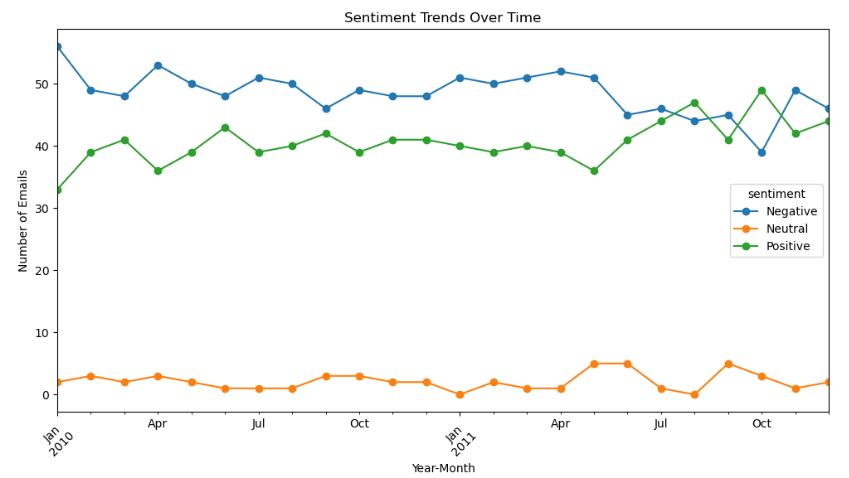 Sentiment Trends Over Time
Number of Emails
50
40
30
20
10
0
sentiment
Negative
Neutral
Positive
Jan
2010
Apr
Jul
Oct
Jan
2011
Apr
Jul
Oct
Year-Month